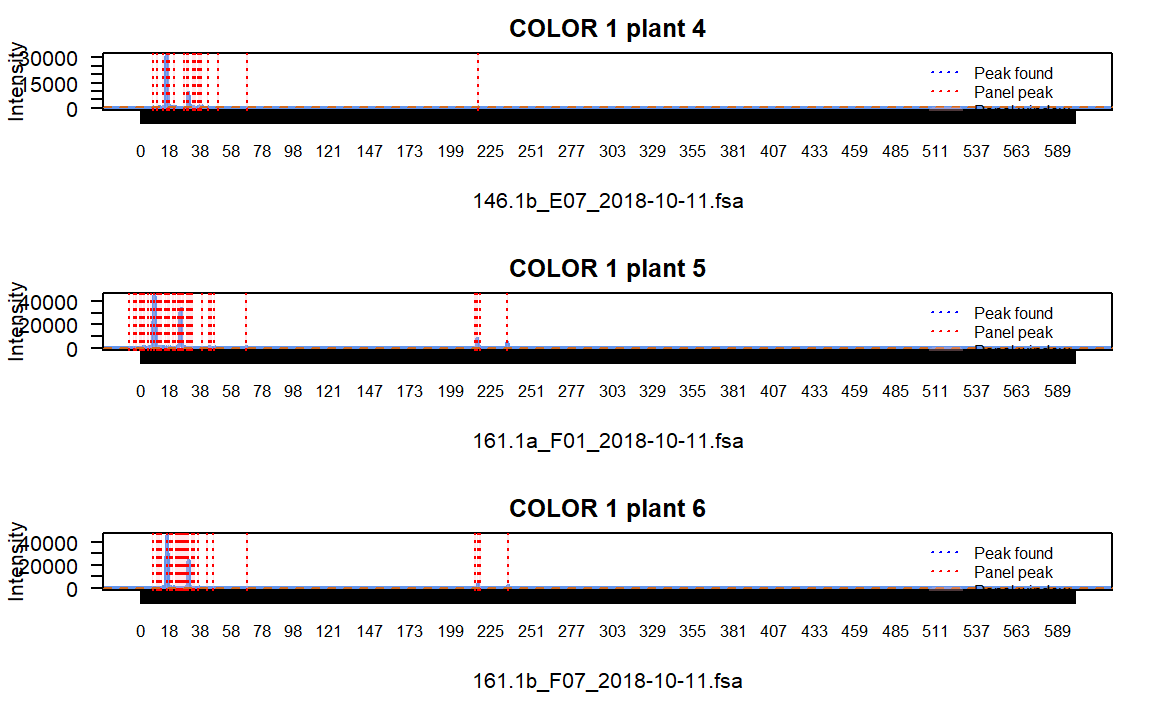 COLOR 1 plant 4
Intensity
30000
15000
0
Peak found
Panel peak
Panel window
0 18 38 58 78 98 121 147 173 199 225 251 277 303 329 355 381 407 433 459 485 511 537 563 589
146.1b_E07_2018-10-11.fsa
COLOR 1 plant 5
Intensity
40000
20000
0
Peak found
Panel peak
Panel window
0 18 38 58 78 98 121 147 173 199 225 251 277 303 329 355 381 407 433 459 485 511 537 563 589
161.1a_F01_2018-10-11.fsa
COLOR 1 plant 6
Intensity
40000
20000
0
Peak found
Panel peak
Panel window
0 18 38 58 78 98 121 147 173 199 225 251 277 303 329 355 381 407 433 459 485 511 537 563 589
161.1b_F07_2018-10-11.fsa